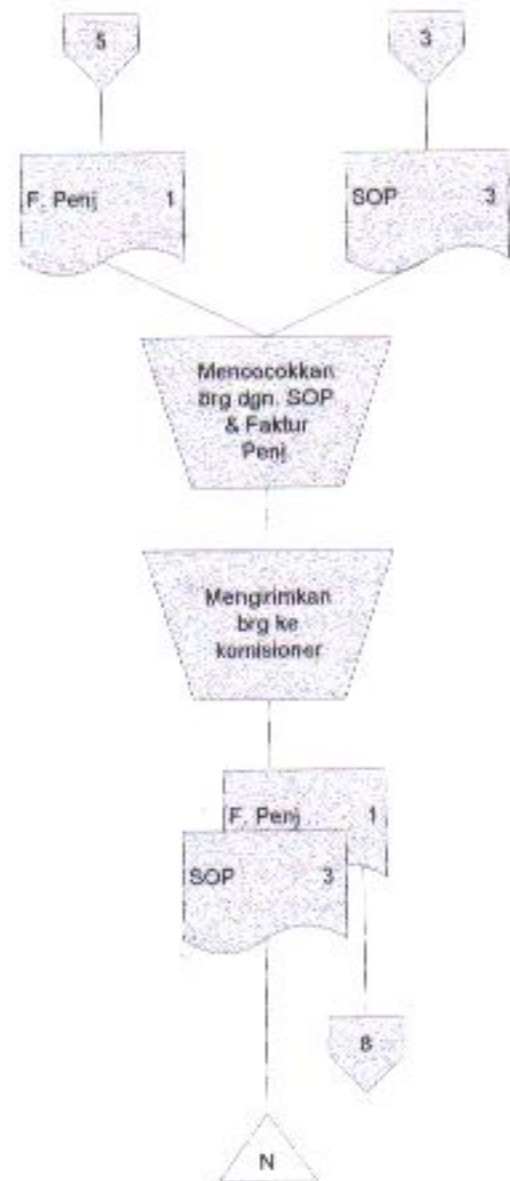 5 3
F. Penj 1 SOP 3
Mencocokkan
brg dgn. SOP
& Faktur
Penj
Mengirimkan
brg ke
komisioner
F. Penj 1
SOP 3
8
N